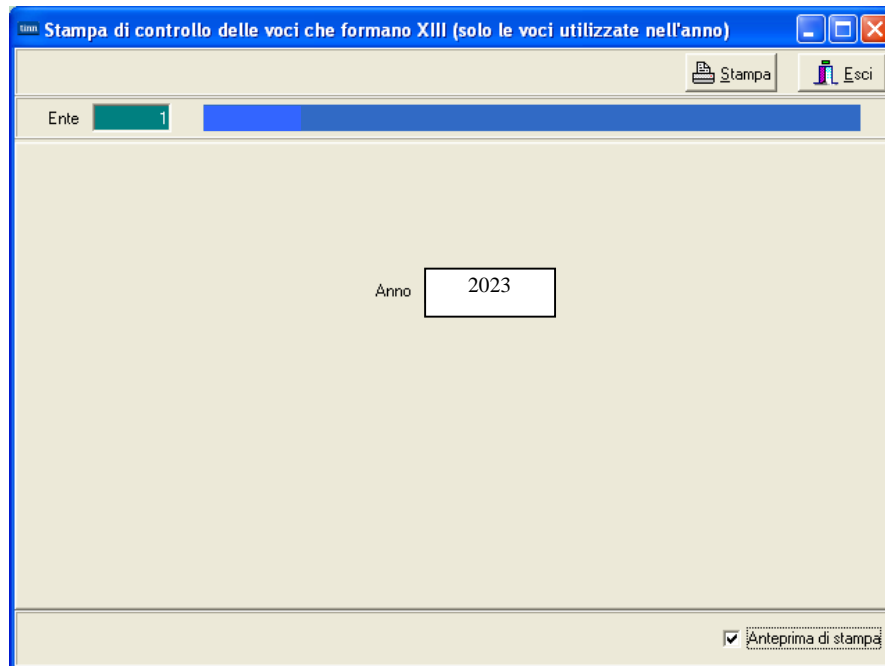 tinn Stampa di controllo delle voci che formano XIII (solo le voci utilizzate nell'anno)
Stampa Esci
Ente 1
Anno 2023
Anteprima di stampa